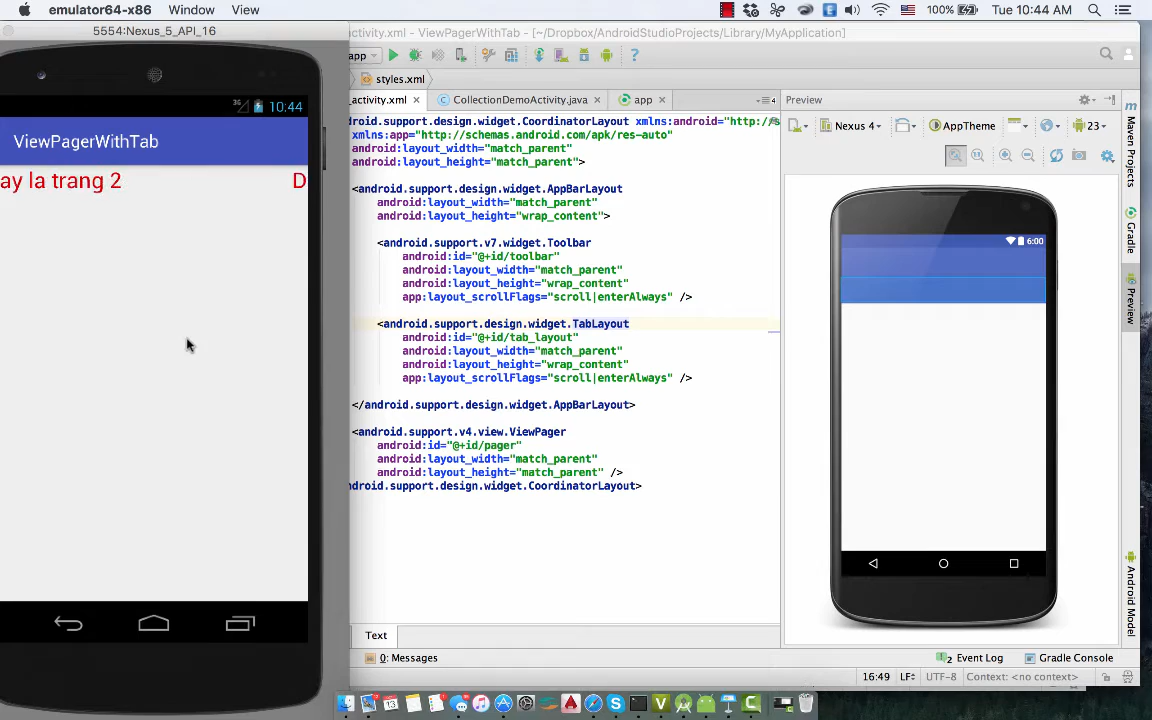 emulator64-x86 Window View
100% Tue 10:44 AM
5554:Nexus_5_API_16
ctivity.xml - ViewPagerWithTab - [~/Dropbox/AndroidStudioProjects/Library/MyApplication]
app
styles.xml
_activity.xml CollectionDemoActivity.java app
Preview
Nexus 4 AppTheme 23
3G 10:44
ViewPagerWithTab
ay la trang 2 D
droid.support.design.widget.CoordinatorLayout xmlns:android="http://s
xmlns:app="http://schemas.android.com/apk/res-auto"
android:layout_width="match_parent"
android:layout_height="match_parent">
<android.support.design.widget.AppBarLayout
android:layout_width="match_parent"
android:layout_height="wrap_content">
<android.support.v7.widget.Toolbar
android:id="@+id/toolbar"
android:layout_width="match_parent"
android:layout_height="wrap_content"
app:layout_scrollFlags="scroll|enterAlways" />
<android.support.design.widget.TabLayout
android:id="@+id/tab_layout"
android:layout_width="match_parent"
android:layout_height="wrap_content"
app:layout_scrollFlags="scroll|enterAlways" />
</android.support.design.widget.AppBarLayout>
<android.support.v4.view.ViewPager
android:id="@+id/pager"
android:layout_width="match_parent"
android:layout_height="match_parent" />
ndroid.support.design.widget.CoordinatorLayout>
6:00
Maven Projects
Gradle
Preview
Android Model
Text
0: Messages
2 Event Log Gradle Console
16:49 LF UTF-8 Context: <no context>